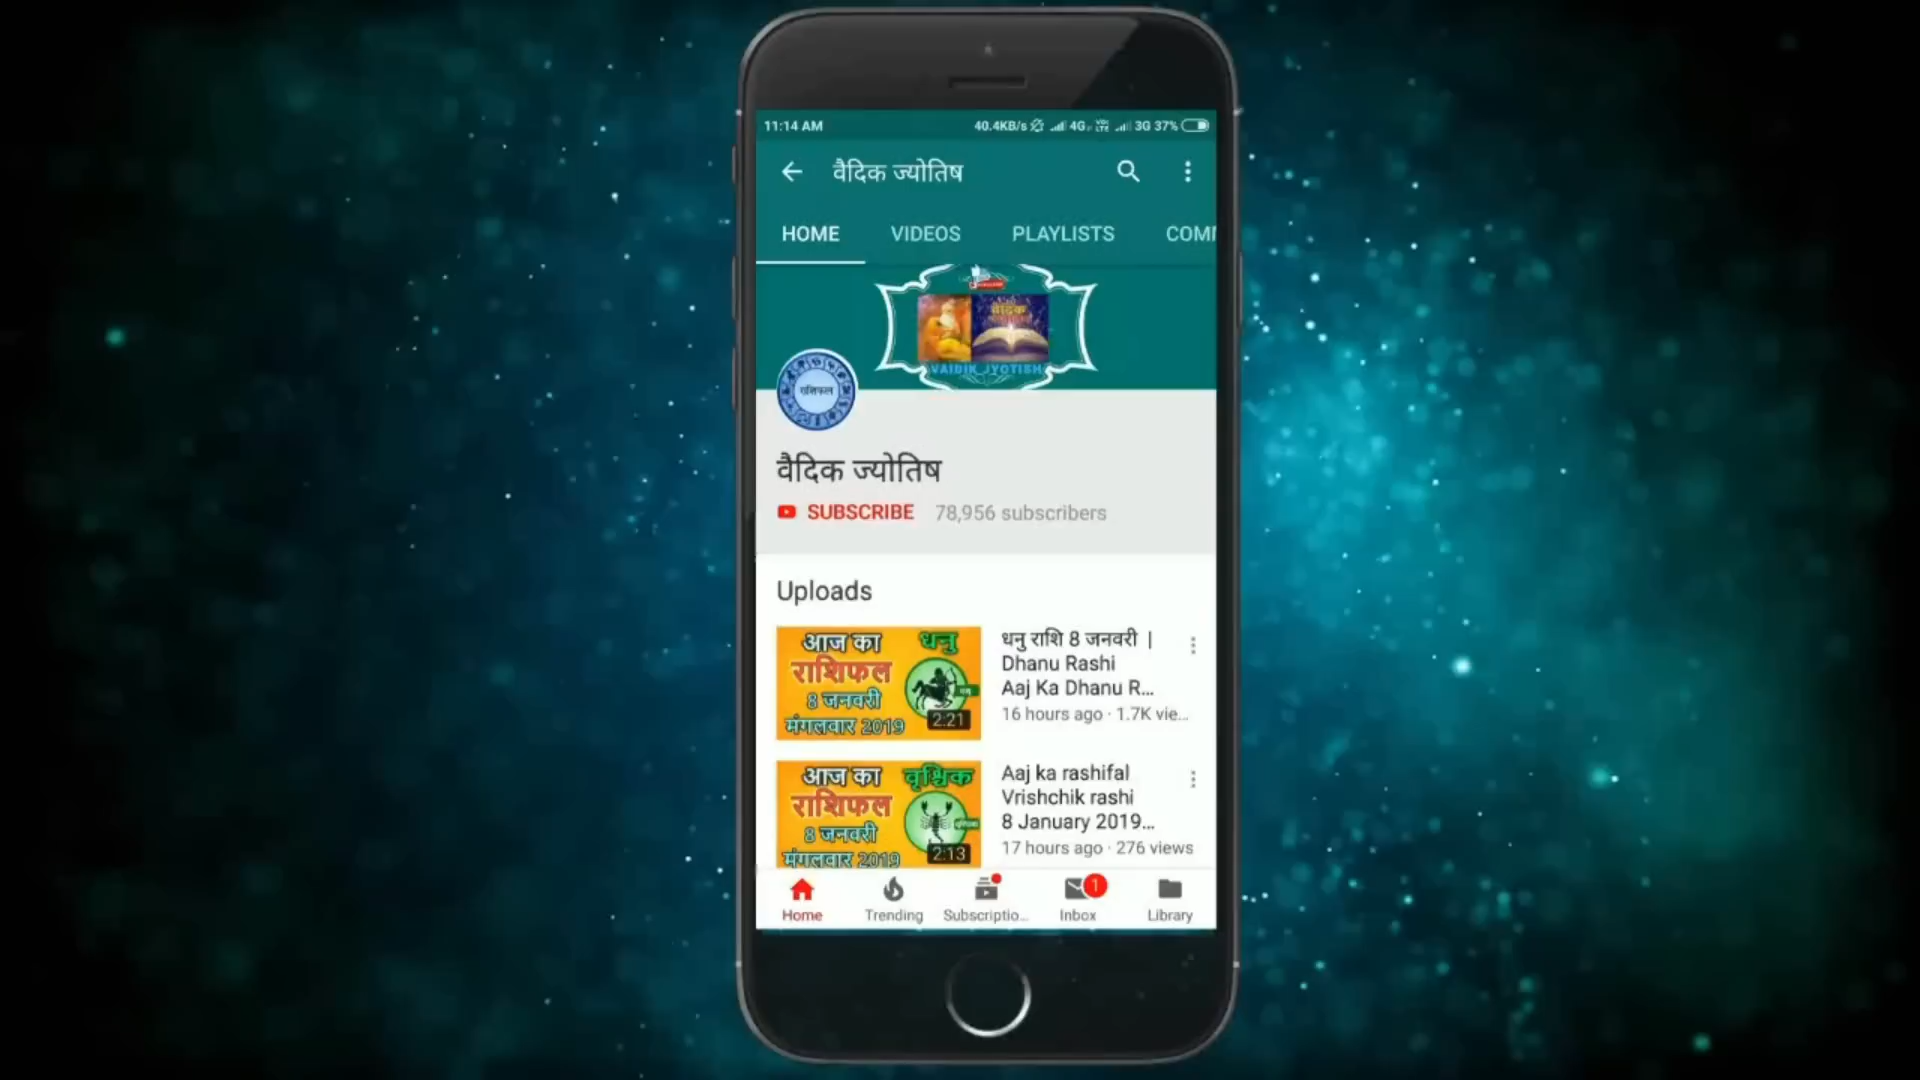 11:14 AM 40.4KB/s 4G VoLTE 3G 37%
वैदिक ज्योतिष
HOME VIDEOS PLAYLISTS COM
वैदिक
VAIDIK JYOTISH
राशिफल
वैदिक ज्योतिष
SUBSCRIBE 78,956 subscribers
Uploads
आज का धनु
राशिफल
8 जनवरी
मंगलवार 2019
2:21
धनु राशि 8 जनवरी |
Dhanu Rashi
Aaj Ka Dhanu R...
16 hours ago · 1.7K vie...
आज का वृश्चिक
राशिफल
8 जनवरी
मंगलवार 2019
2:13
Aaj ka rashifal
Vrishchik rashi
8 January 2019...
17 hours ago · 276 views
1
Home Trending Subscriptio... Inbox Library